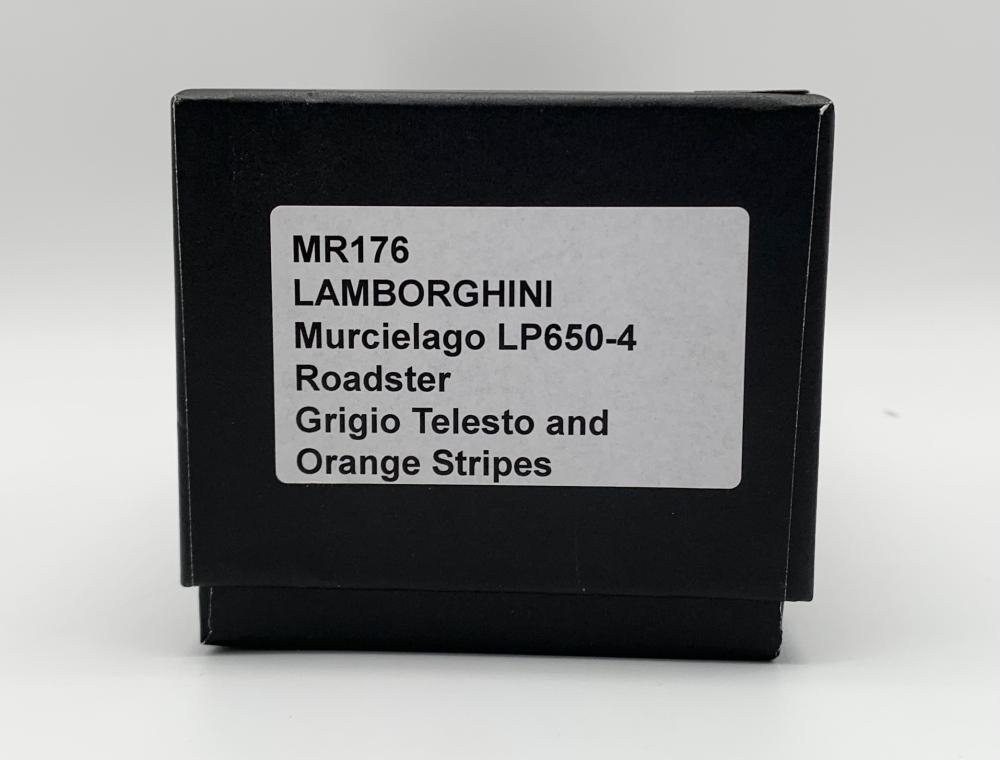 MR176
LAMBORGHINI
Murcielago LP650-4
Roadster
Grigio Telesto and
Orange Stripes